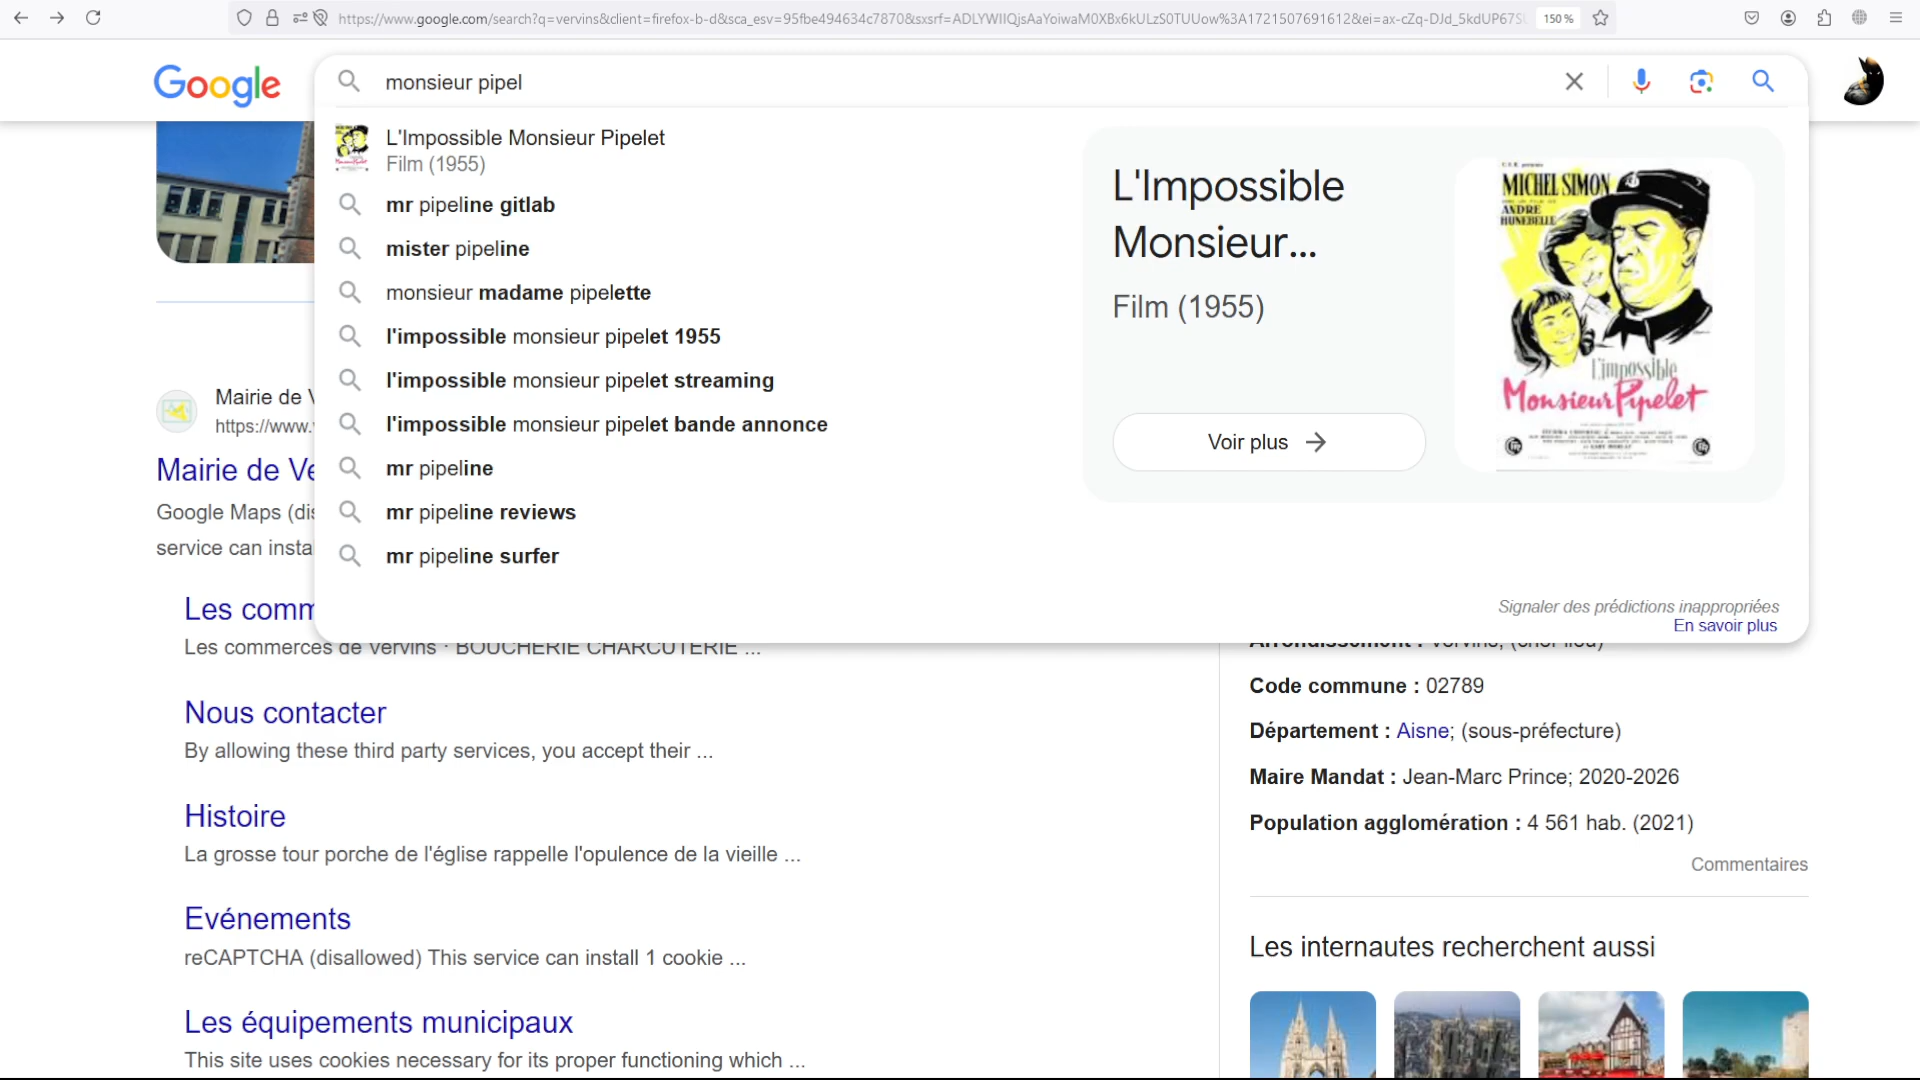 https://www.google.com/search?q=vervins&client=firefox-b-d&sca_esv=95fbe494634c7870&sxsrf=ADLYWIIQjsAaYoiwaM0XBx6kULzS0TUUow%3A1721507691612&ei=ax-cZq-DJd_5kdUP67S
150 %
Google
monsieur pipel
L'Impossible Monsieur Pipelet
Film (1955)
mr pipeline gitlab
mister pipeline
monsieur madame pipelette
l'impossible monsieur pipelet 1955
l'impossible monsieur pipelet streaming
l'impossible monsieur pipelet bande annonce
mr pipeline
mr pipeline reviews
mr pipeline surfer
L'Impossible
Monsieur...
Film (1955)
Voir plus
MICHEL SIMON
ANDRE
HUNEBELLE
l'impossible
Monsieur Pipelet
Signaler des prédictions inappropriées
En savoir plus
Mairie de V
https://www.
Mairie de Ve
Google Maps (dis
service can insta
Les comm
Les commerces de Vervins · BOUCHERIE CHARCUTERIE ...
Nous contacter
By allowing these third party services, you accept their ...
Histoire
La grosse tour porche de l'église rappelle l'opulence de la vieille ...
Evénements
reCAPTCHA (disallowed) This service can install 1 cookie ...
Les équipements municipaux
This site uses cookies necessary for its proper functioning which ...
Arrondissement : Vervins, (chef-lieu)
Code commune : 02789
Département : Aisne; (sous-préfecture)
Maire Mandat : Jean-Marc Prince; 2020-2026
Population agglomération : 4 561 hab. (2021)
Commentaires
Les internautes recherchent aussi